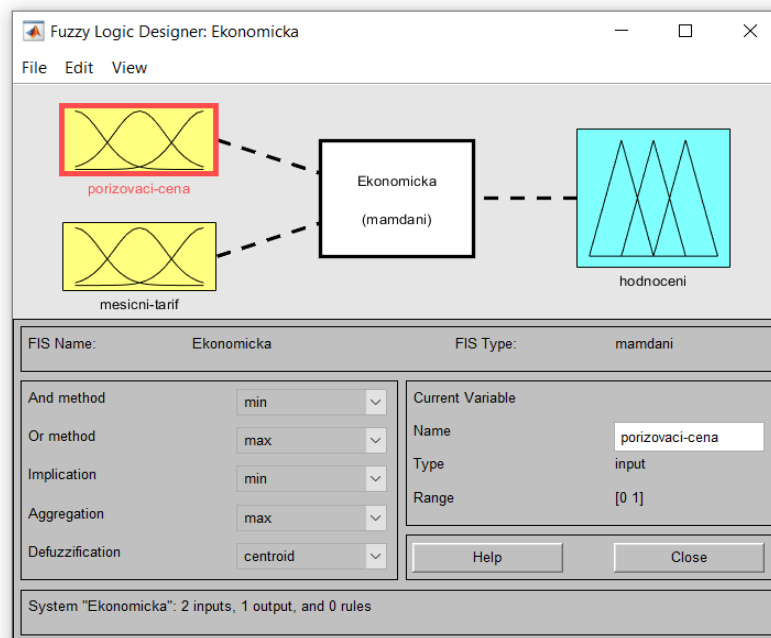 Fuzzy Logic Designer: Ekonomicka
File Edit View
porizovaci-cena
mesicni-tarif
Ekonomicka
(mamdani)
hodnoceni
FIS Name: Ekonomicka FIS Type: mamdani
And method min
Or method max
Implication min
Aggregation max
Defuzzification centroid
Current Variable
Name porizovaci-cena
Type input
Range [0 1]
Help Close
System "Ekonomicka": 2 inputs, 1 output, and 0 rules